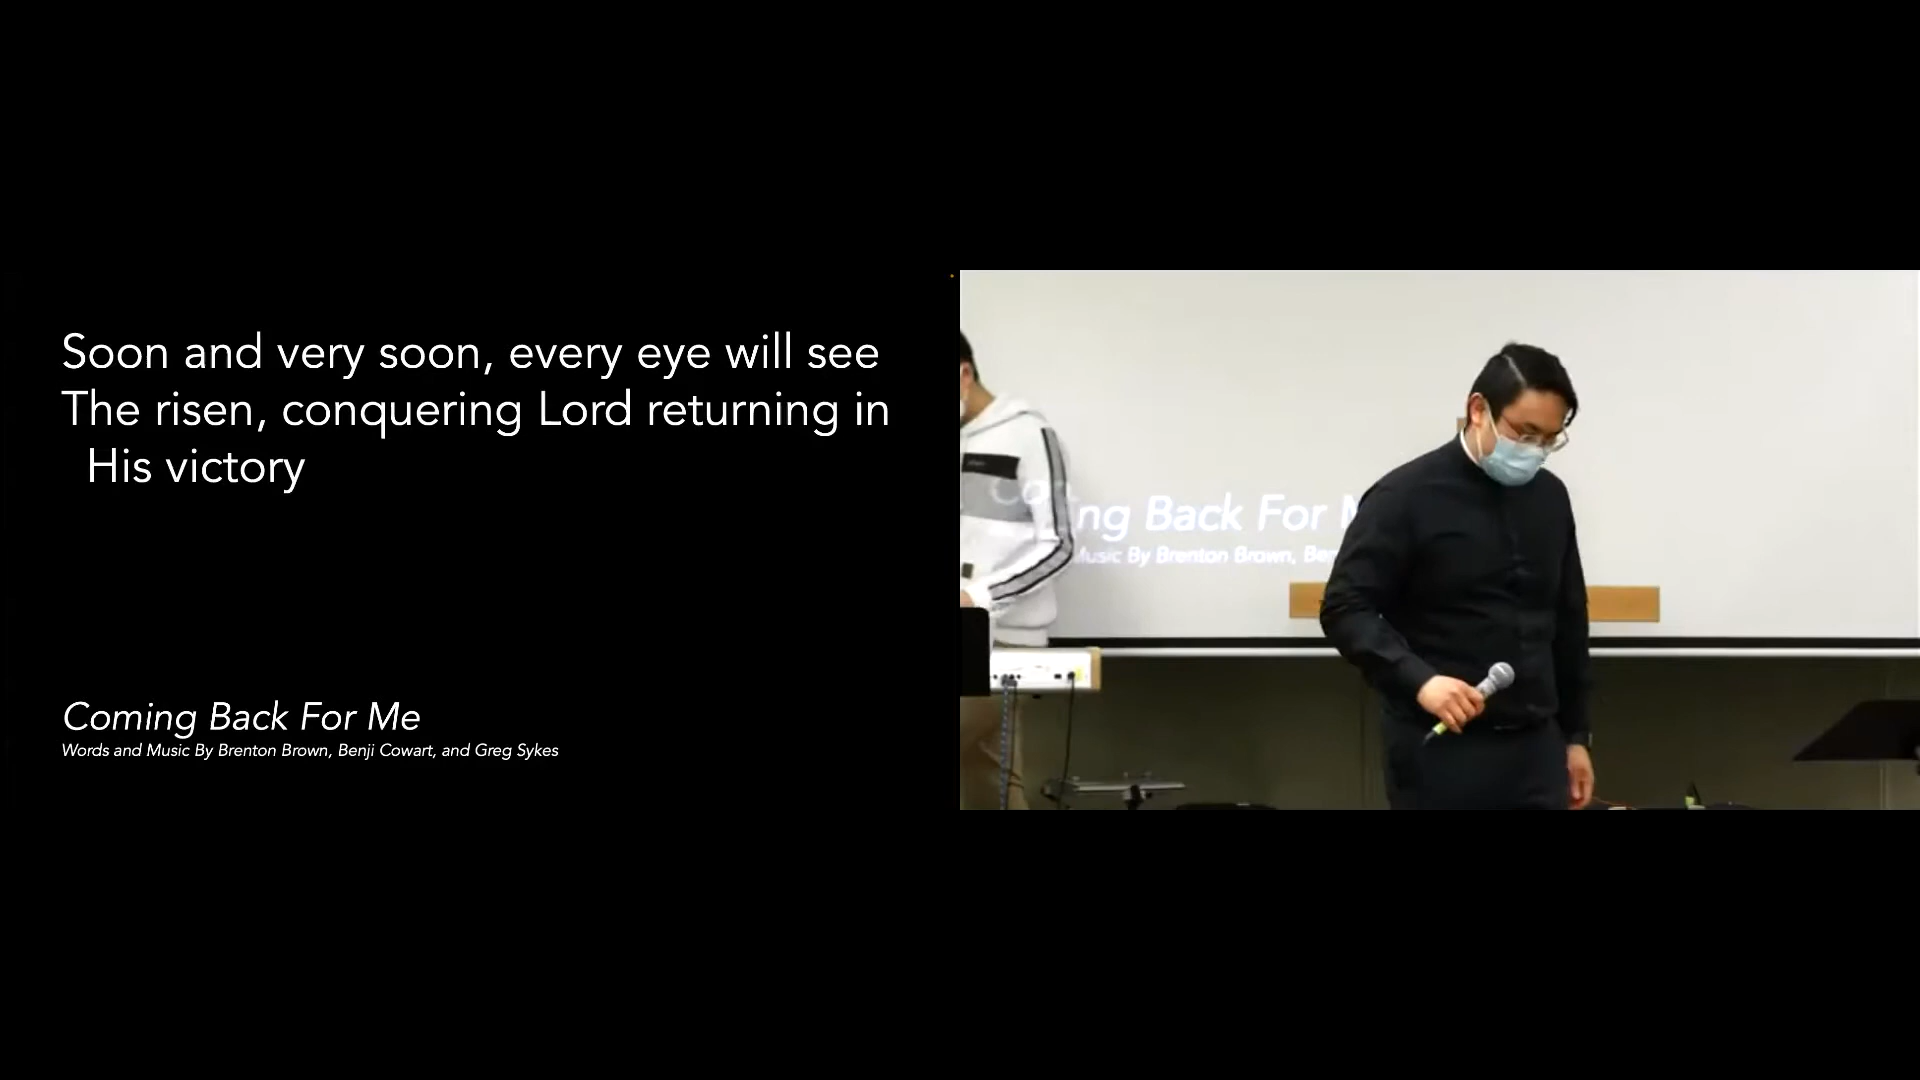 Soon and very soon, every eye will see
The risen, conquering Lord returning in
His victory
Coming Back For Me
Words and Music By Brenton Brown, Benji Cowart, and Greg Sykes
ng Back For
Music By Brenton Brown,